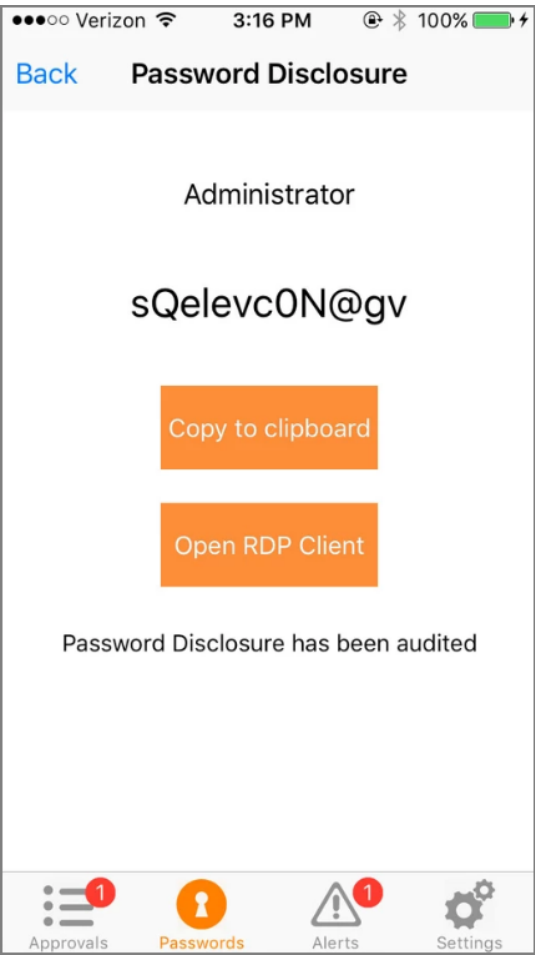 Verizon 3:16 PM 100%
Back Password Disclosure
Administrator
sQelevc0N@gv
Copy to clipboard
Open RDP Client
Password Disclosure has been audited
1 1
Approvals Passwords Alerts Settings